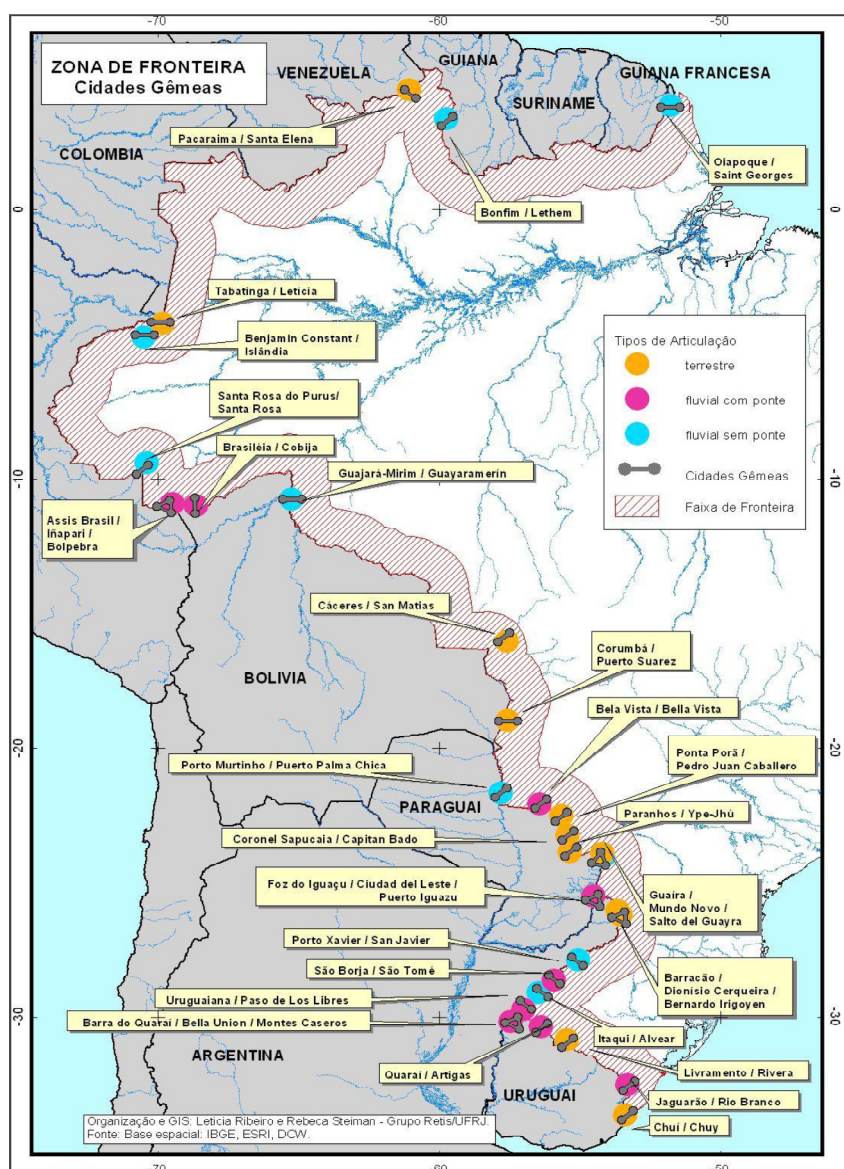 -70
-60
-50
ZONA DE FRONTEIRA
Cidades Gêmeas
VENEZUELA
GUIANA
GUIANA FRANCESA
SURINAME
COLOMBIA
Pacaraima / Santa Elena
Oiapoque /
Saint Georges
Bonfim / Lethem
0
0
Tabatinga / Letícia
Benjamin Constant /
Islândia
Tipos de Articulação
terrestre
fluvial com ponte
fluvial sem ponte
Cidades Gêmeas
Faixa de Fronteira
Santa Rosa do Purus/
Santa Rosa
Brasiléia / Cobija
Guajará-Mirim / Guayaramerín
-10
-10
Assis Brasil /
Iñapari /
Bolpebra
Cáceres / San Matias
Corumbá /
Puerto Suarez
BOLIVIA
Bela Vista / Bella Vista
Ponta Porã /
Pedro Juan Caballero
-20
-20
Porto Murtinho / Puerto Palma Chica
PARAGUAI
Paranhos / Ype-Jhú
Coronel Sapucaia / Capitan Bado
Foz do Iguaçu / Ciudad del Leste /
Puerto Iguazu
Guaíra /
Mundo Novo /
Salto del Guayra
Porto Xavier / San Javier
São Borja / São Tomé
Barracão /
Dionísio Cerqueira /
Bernardo Irigoyen
Uruguaiana / Paso de Los Libres
Barra do Quaraí / Bella Union / Montes Caseros
-30
-30
Itaqui / Alvear
ARGENTINA
Quaraí / Artigas
Livramento / Rivera
URUGUAI
Jaguarão / Rio Branco
Chuí / Chuy
Organização e GIS: Leticia Ribeiro e Rebeca Steiman - Grupo Retis/UFRJ.
Fonte: Base espacial: IBGE, ESRI, DCW.
-70
-60
-50